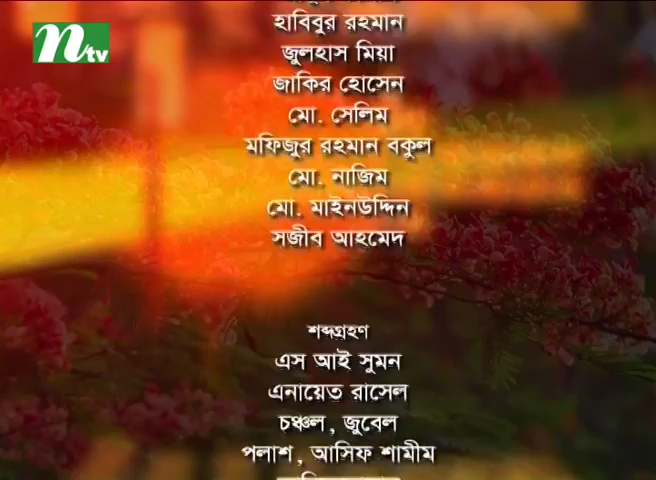 ntv
হাবিবুর রহমান
জুলহাস মিয়া
জাকির হোসেন
মো. সেলিম
মফিজুর রহমান বকুল
মো. নাজিম
মো. মাইনউদ্দিন
সজীব আহমেদ
শব্দগ্রহণ
এস আই সুমন
এনায়েত রাসেল
চঞ্চল, জুবেল
পলাশ, আসিফ শামীম